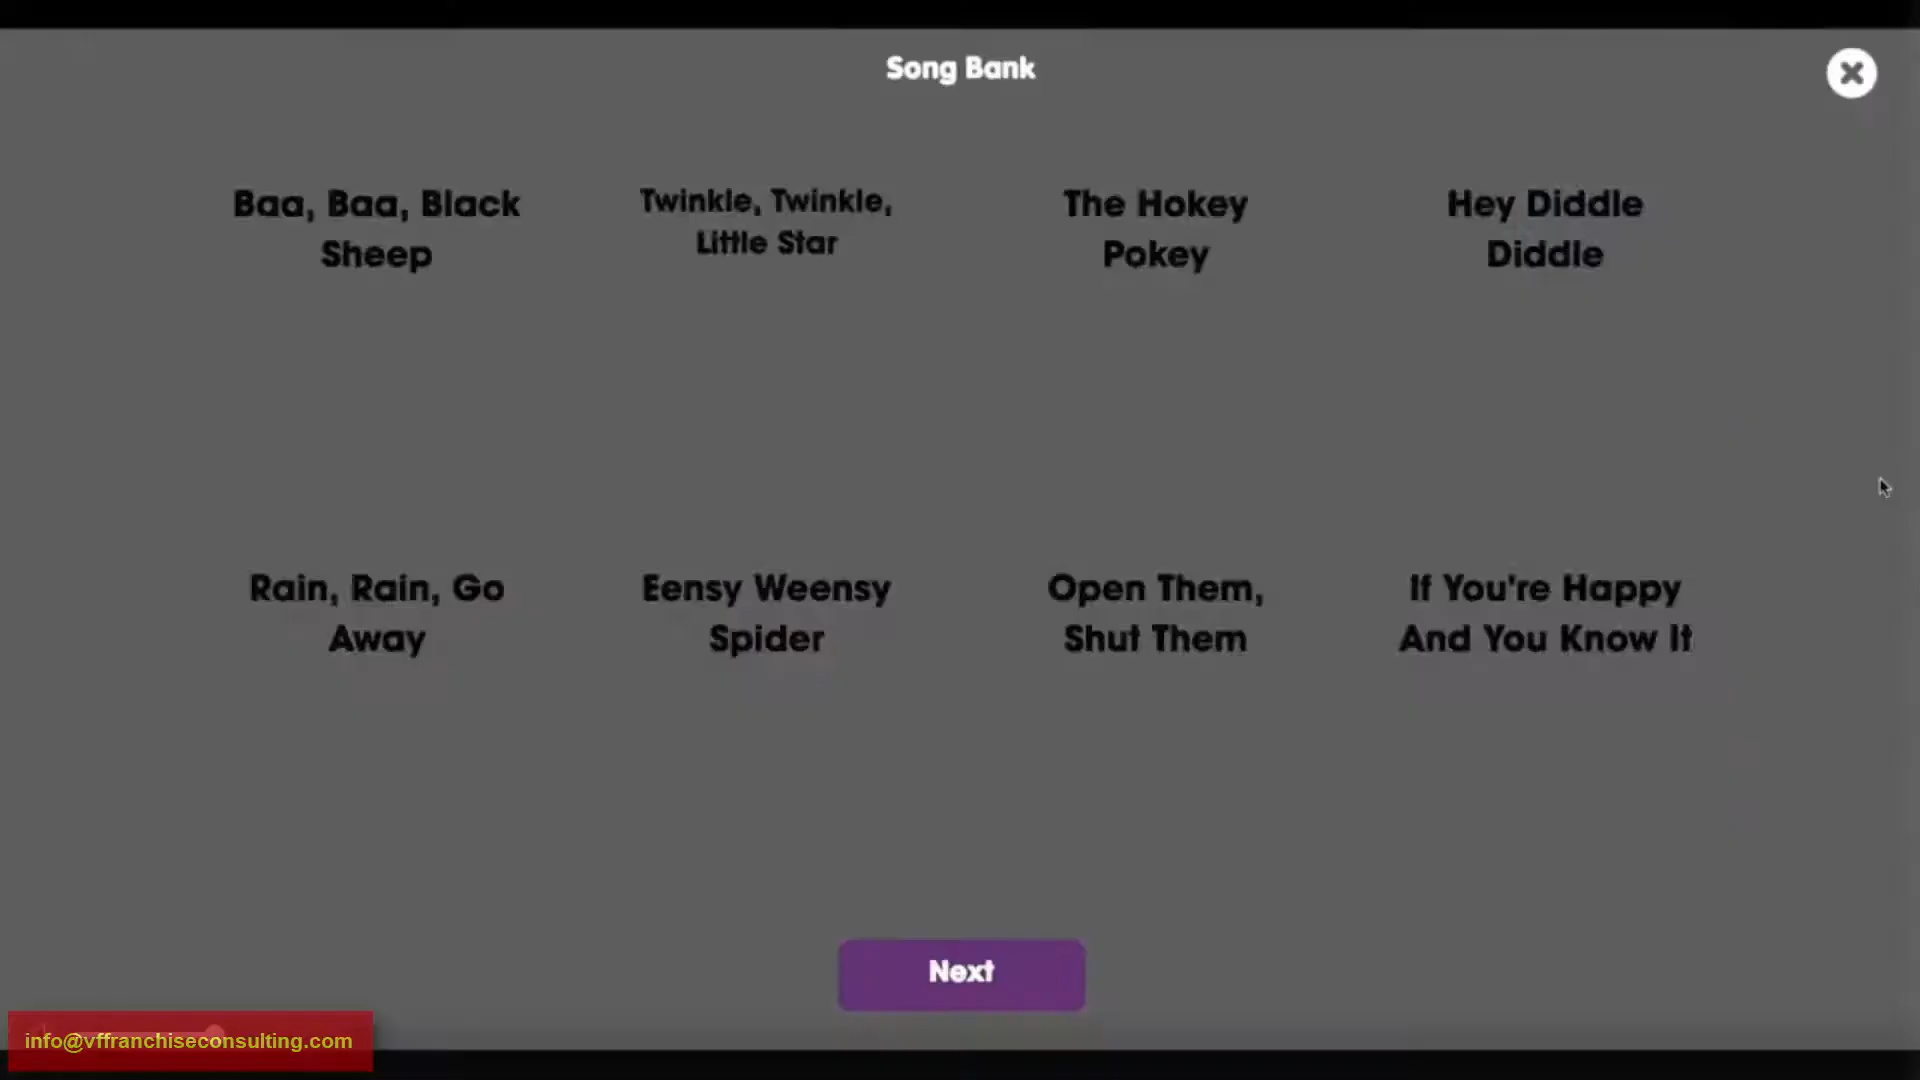 Song Bank
Baa, Baa, Black
Sheep
Twinkle, Twinkle,
Little Star
The Hokey
Pokey
Hey Diddle
Diddle
Rain, Rain, Go
Away
Eensy Weensy
Spider
Open Them,
Shut Them
If You're Happy
And You Know It
Next
info@vffranchiseconsulting.com